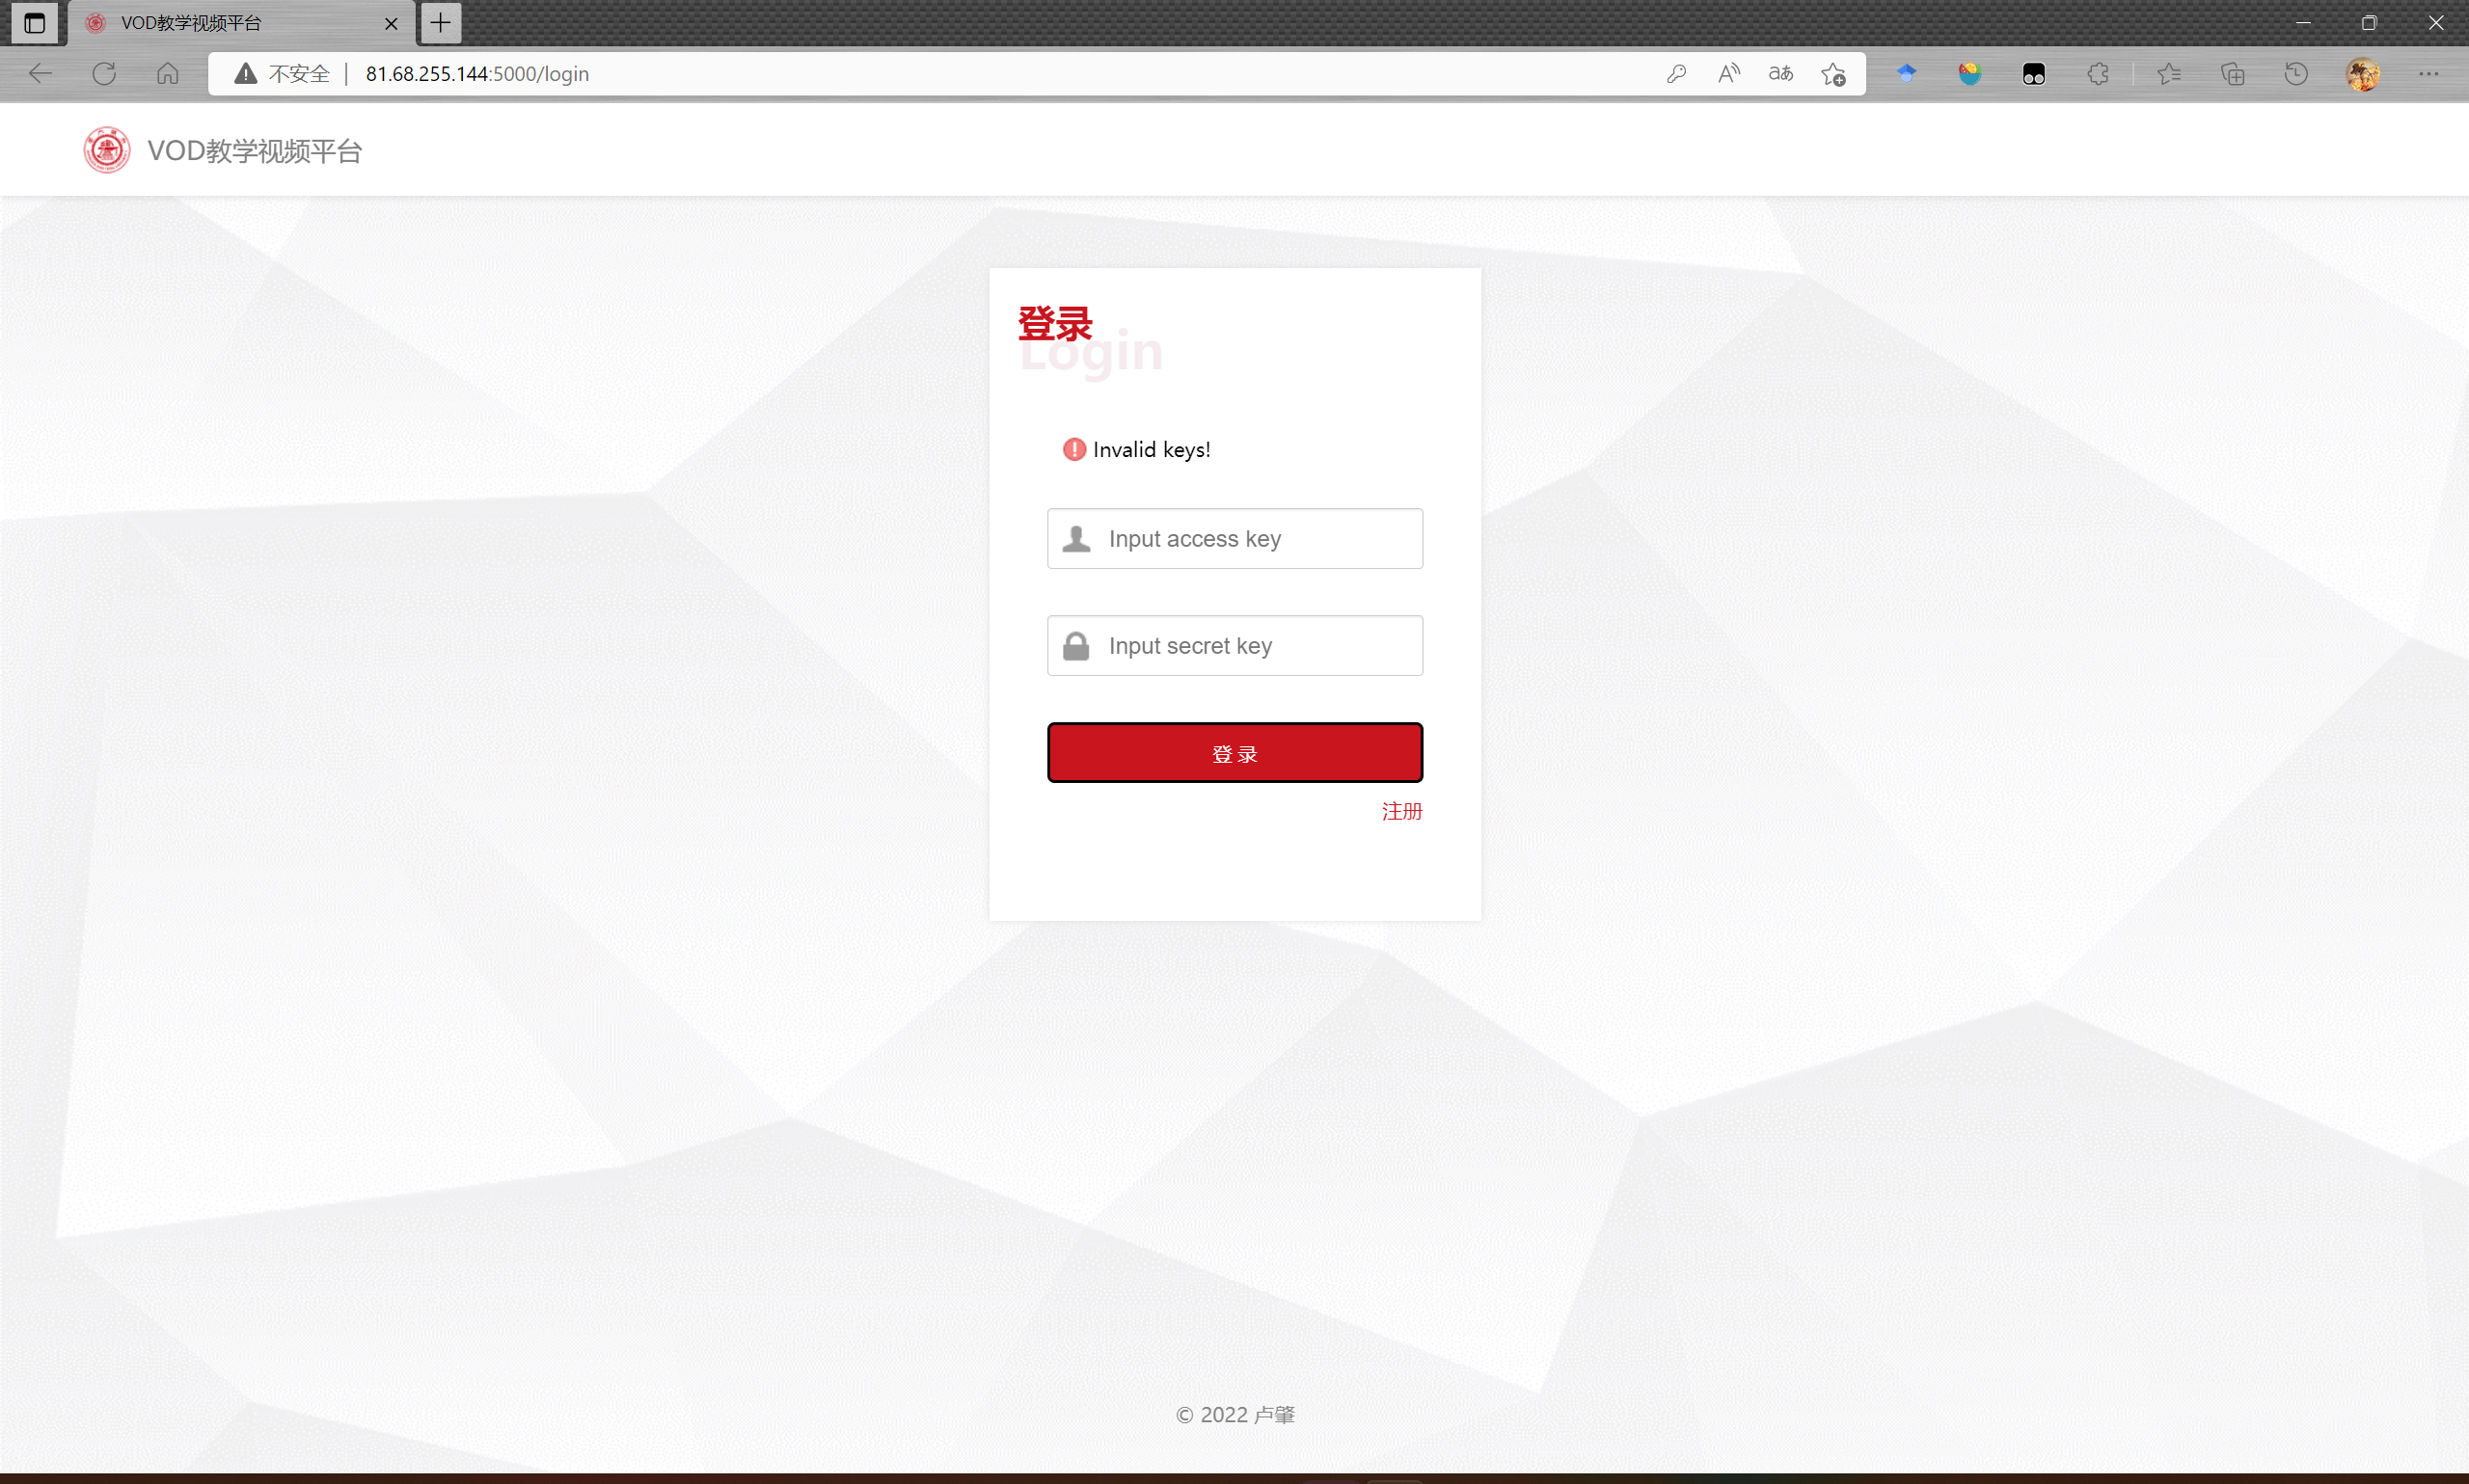 VOD教学视频平台
不安全 | 81.68.255.144:5000/login
VOD教学视频平台
登录
Login
Invalid keys!
Input access key
Input secret key
登 录
注册
© 2022 卢肇